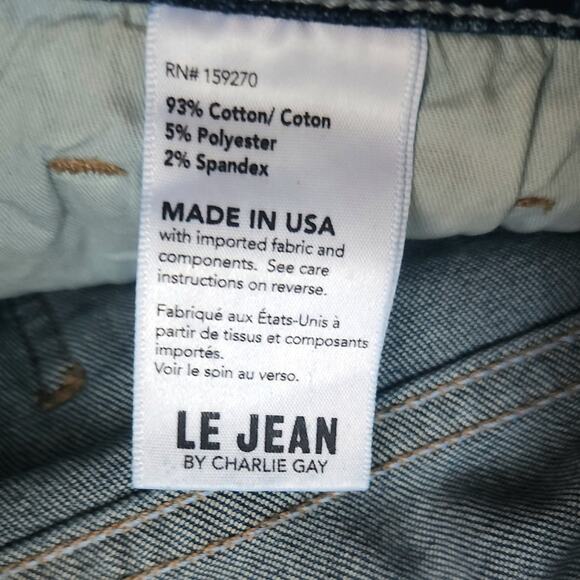 RN# 159270
93% Cotton/ Coton
5% Polyester
2% Spandex
MADE IN USA
with imported fabric and
components. See care
instructions on reverse.
Fabriqué aux États-Unis à
partir de tissus et composants
importés.
Voir le spin au verso.
LE JEAN
BY CHARLIE GAY